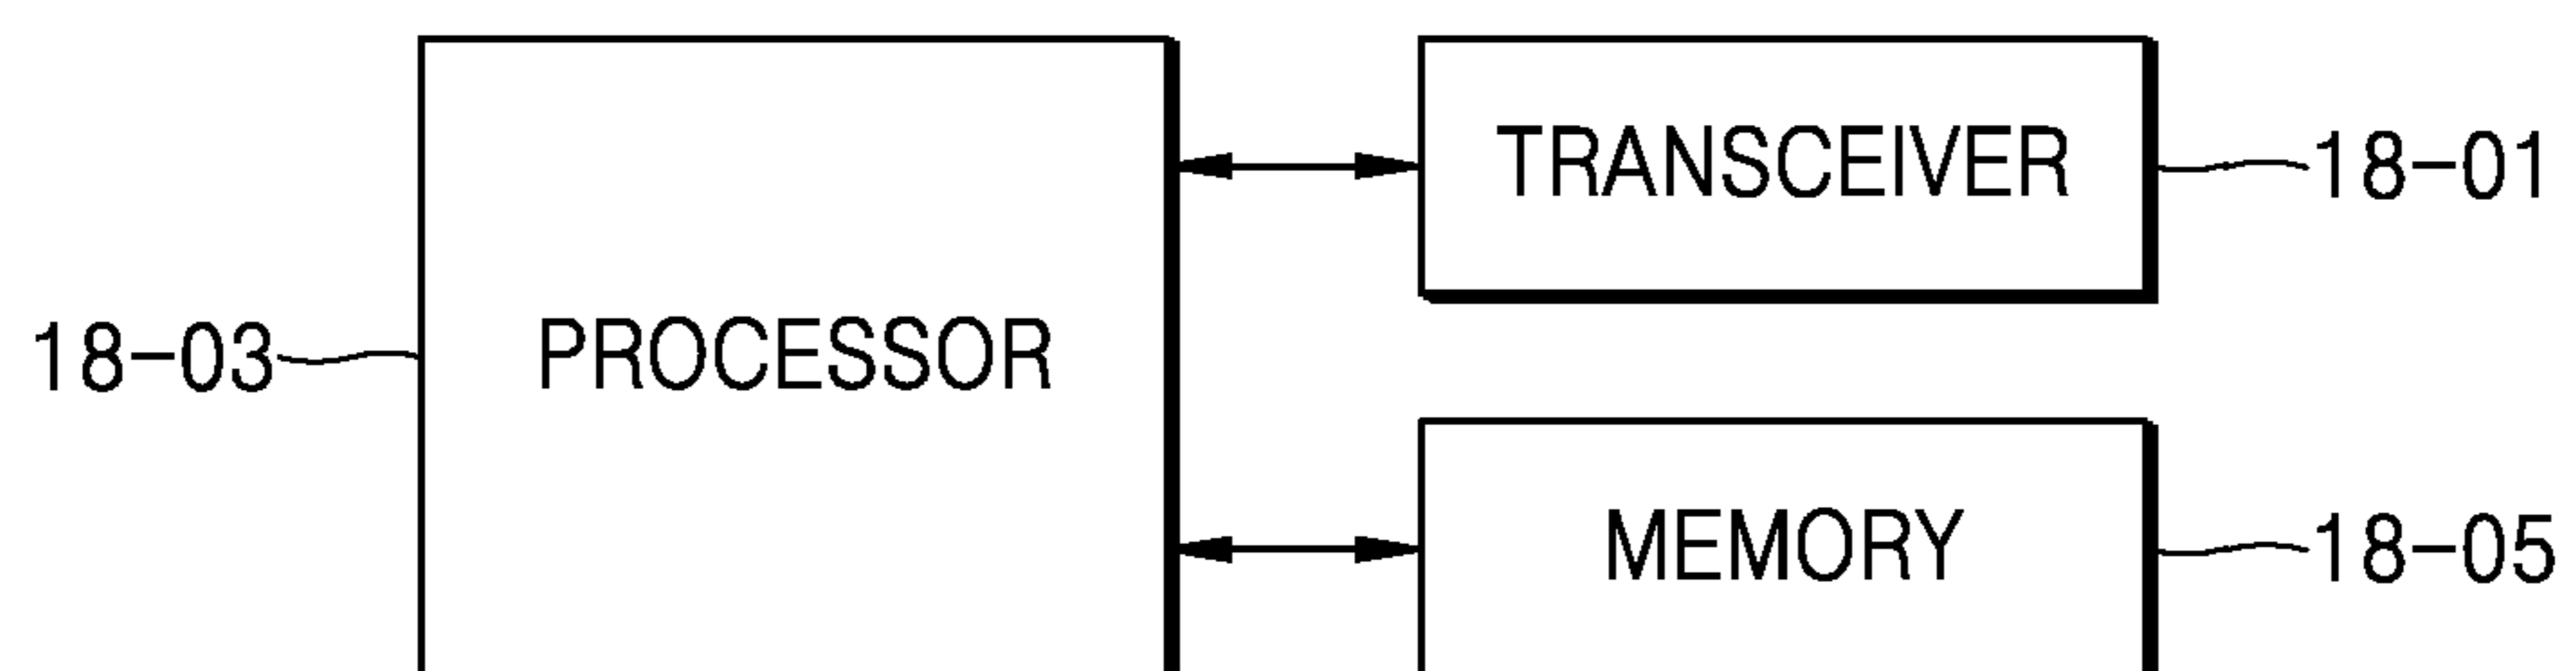 TRANSCEIVER
18-01
18-03
PROCESSOR
MEMORY
18-05